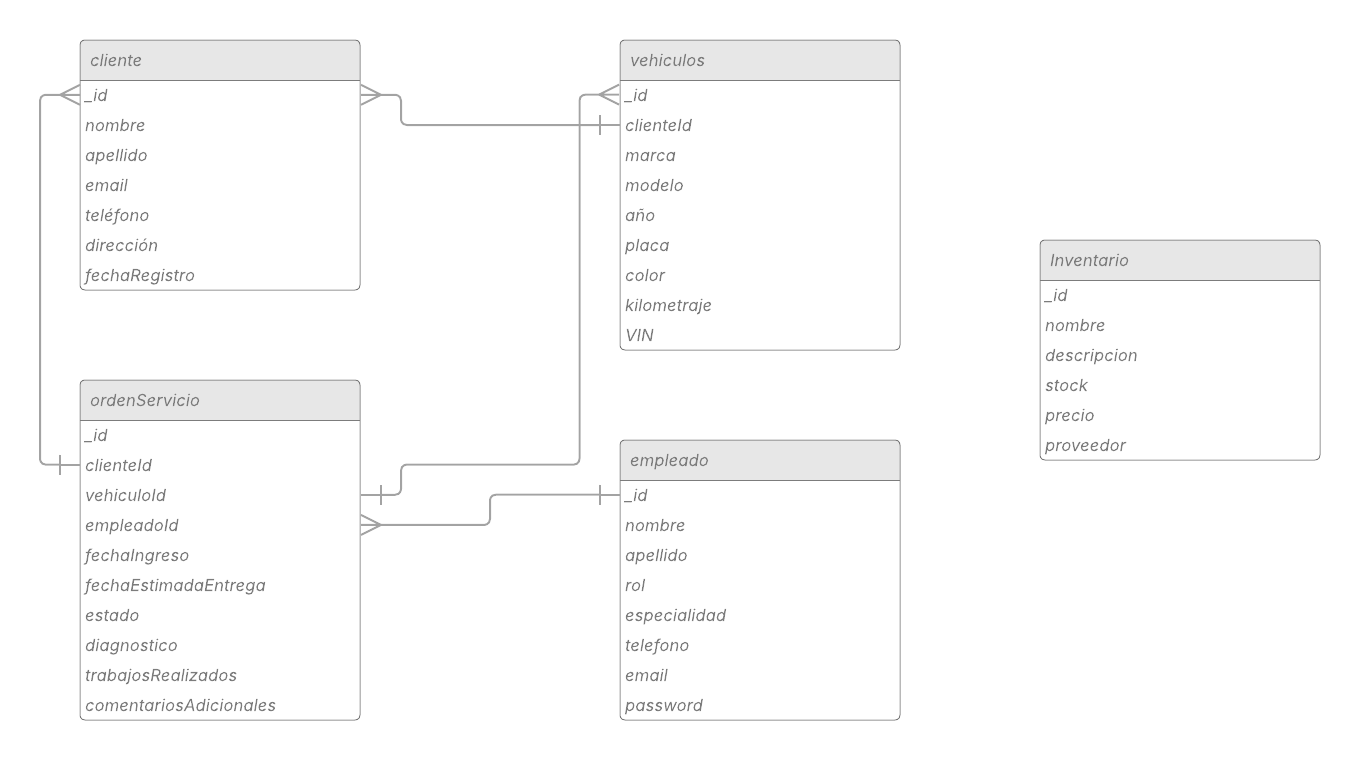 cliente
_id
nombre
apellido
email
teléfono
dirección
fechaRegistro
vehiculos
_id
clienteId
marca
modelo
año
placa
color
kilometraje
VIN
Inventario
_id
nombre
descripcion
stock
precio
proveedor
ordenServicio
_id
clienteId
vehiculoId
empleadoId
fechaIngreso
fechaEstimadaEntrega
estado
diagnostico
trabajosRealizados
comentariosAdicionales
empleado
_id
nombre
apellido
rol
especialidad
telefono
email
password